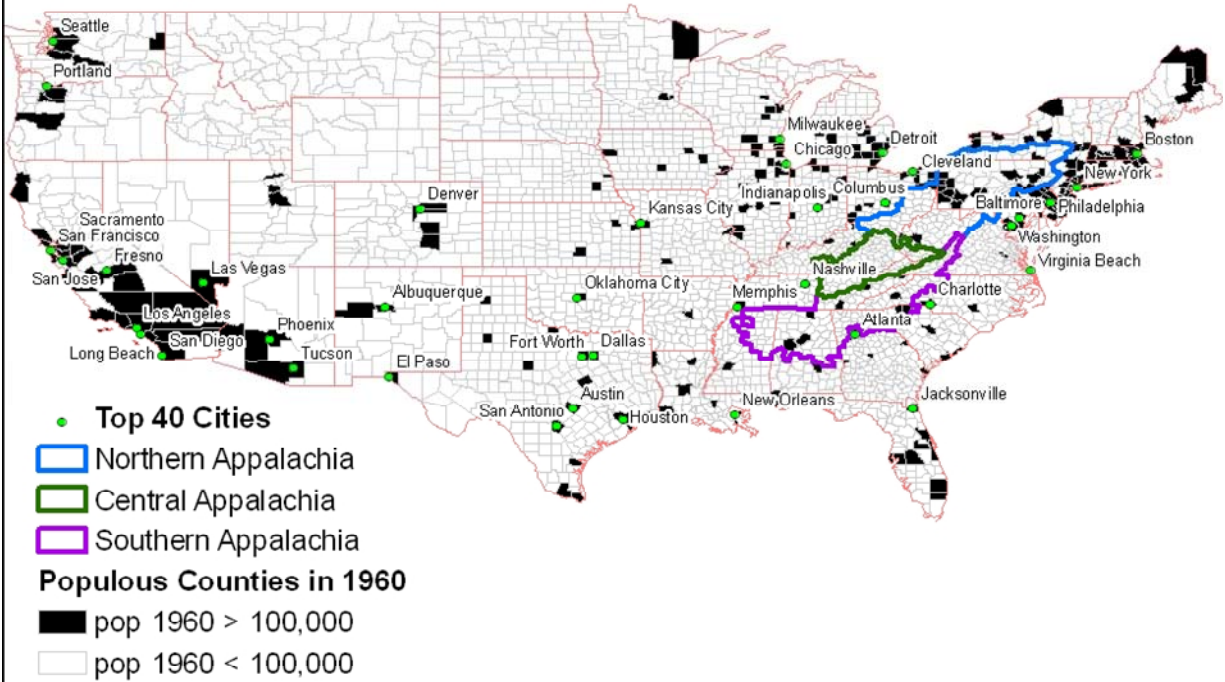 Seattle
Portland
Milwaukee
Detroit
Boston
Chicago
Cleveland
New York
Denver
Indianapolis
Columbus
Baltimore
Philadelphia
Kansas City
Sacramento
San Francisco
Washington
Fresno
Las Vegas
Nashville
Virginia Beach
San Jose
Oklahoma City
Albuquerque
Memphis
Charlotte
Los Angeles
Phoenix
Atlanta
San Diego
Fort Worth
Dallas
Long Beach
Tucson
El Paso
Austin
New Orleans
Jacksonville
San Antonio
Houston
Top 40 Cities
Northern Appalachia
Central Appalachia
Southern Appalachia
Populous Counties in 1960
pop 1960 > 100,000
pop 1960 < 100,000